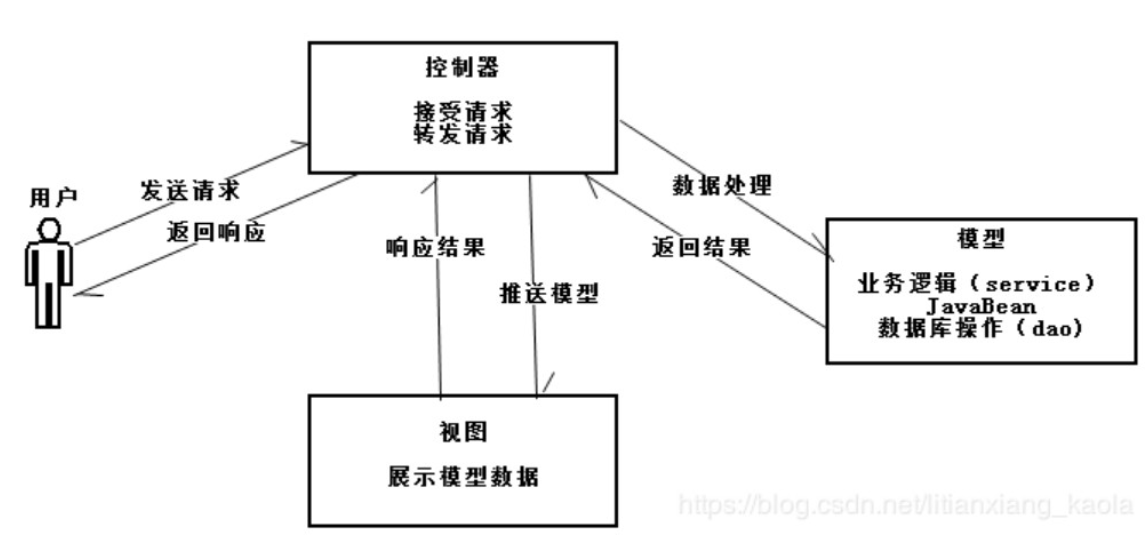 控制器
接受请求
转发请求
用户
发送请求
返回响应
响应结果
推送模型
数据处理
返回结果
模型
业务逻辑（service）
JavaBean
数据库操作（dao）
视图
展示模型数据
https://blog.csdn.net/litianxiang_kaola